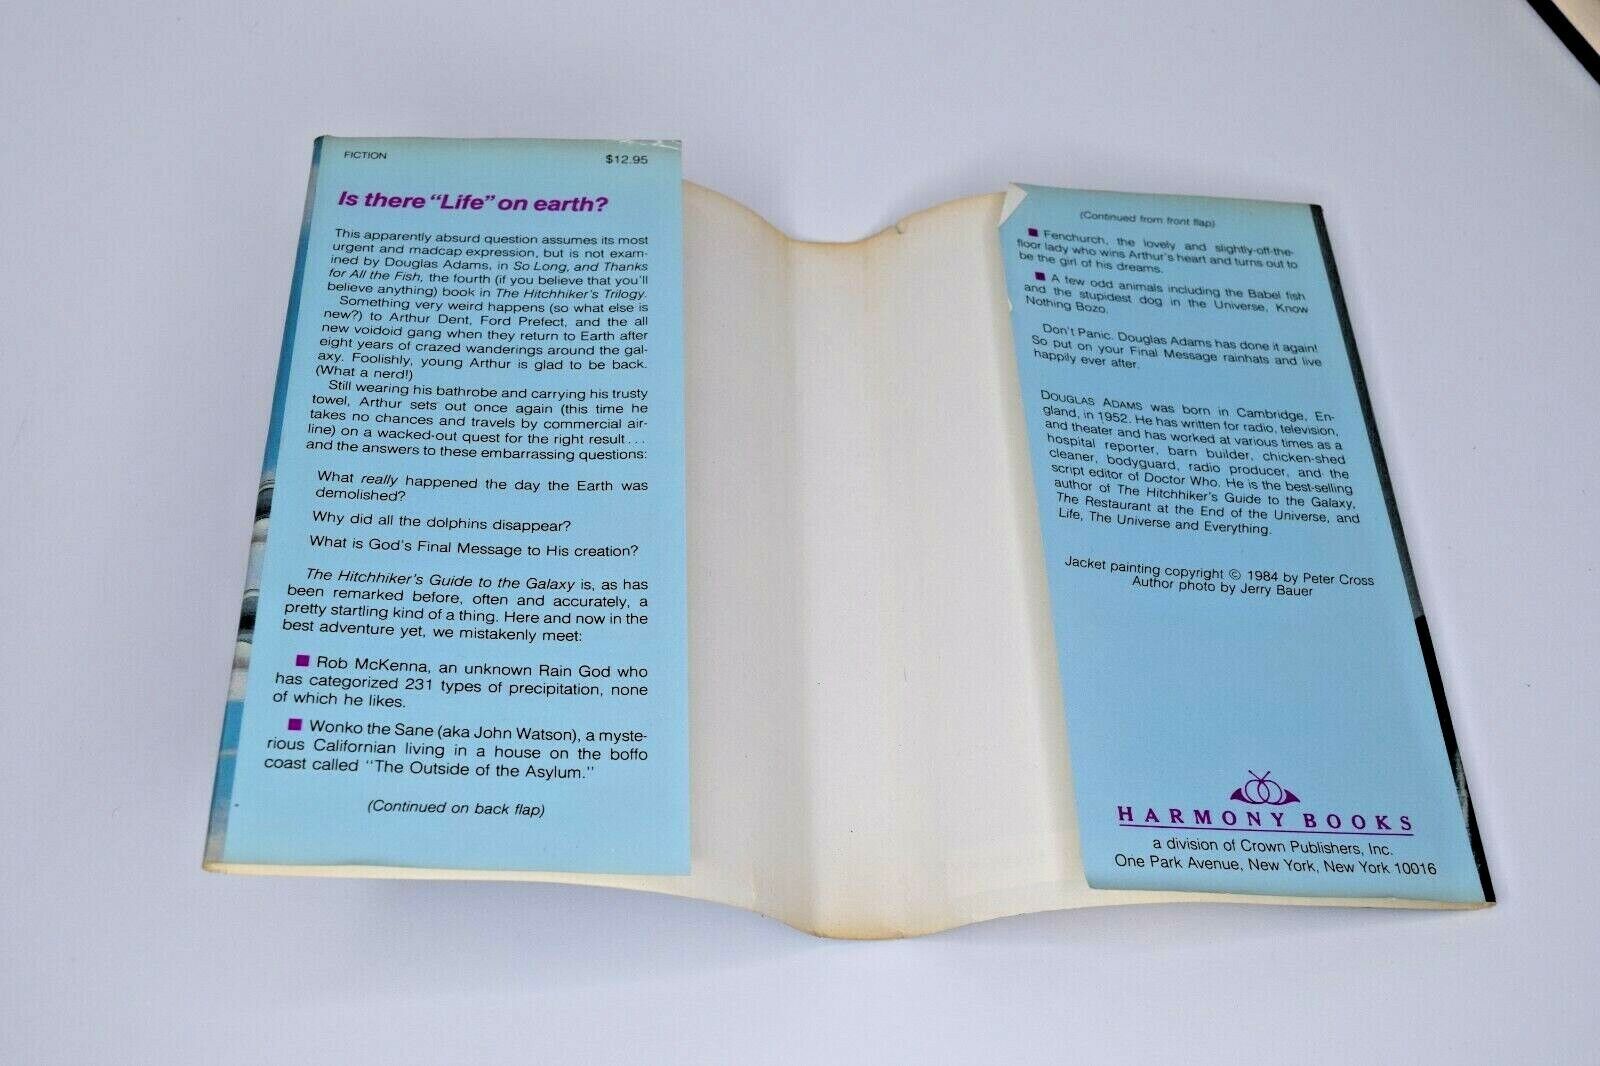 FICTION
$12.95
Is there "Life" on earth?
This apparently absurd question assumes its most
urgent and madcap expression, but is not exam-
ined by Douglas Adams, in So Long, and Thanks
for All the Fish, the fourth (if you believe that you'll
believe anything) book in The Hitchhiker's Trilogy.
Something very weird happens (so what else is
new?) to Arthur Dent, Ford Prefect, and the all
new voidoid gang when they return to Earth after
eight years of crazed wanderings around the gal-
axy. Foolishly, young Arthur is glad to be back.
(What a nerd!)
Still wearing his bathrobe and carrying his trusty
towel, Arthur sets out once again (this time he
takes no chances and travels by commercial air-
line) on a wacked-out quest for the right result . . .
and the answers to these embarrassing questions:
What really happened the day the Earth was
demolished?
Why did all the dolphins disappear?
What is God's Final Message to His creation?
The Hitchhiker's Guide to the Galaxy is, as has
been remarked before, often and accurately, a
pretty startling kind of a thing. Here and now in the
best adventure yet, we mistakenly meet:
■ Rob McKenna, an unknown Rain God who
has categorized 231 types of precipitation, none
of which he likes.
■ Wonko the Sane (aka John Watson), a myste-
rious Californian living in a house on the boffo
coast called "The Outside of the Asylum."
(Continued on back flap)
(Continued from front flap)
■ Fenchurch, the lovely and slightly-off-the-
floor lady who wins Arthur's heart and turns out to
be the girl of his dreams.
■ A few odd animals including the Babel fish
and the stupidest dog in the Universe, Know
Nothing Bozo.
Don't Panic. Douglas Adams has done it again!
So put on your Final Message rainhats and live
happily ever after.
DOUGLAS ADAMS was born in Cambridge, En-
gland, in 1952. He has written for radio, television,
and theater and has worked at various times as a
hospital reporter, barn builder, chicken-shed
cleaner, bodyguard, radio producer, and the
script editor of Doctor Who. He is the best-selling
author of The Hitchhiker's Guide to the Galaxy,
The Restaurant at the End of the Universe, and
Life, The Universe and Everything.
Jacket painting copyright © 1984 by Peter Cross
Author photo by Jerry Bauer
HARMONY BOOKS
a division of Crown Publishers, Inc.
One Park Avenue, New York, New York 10016